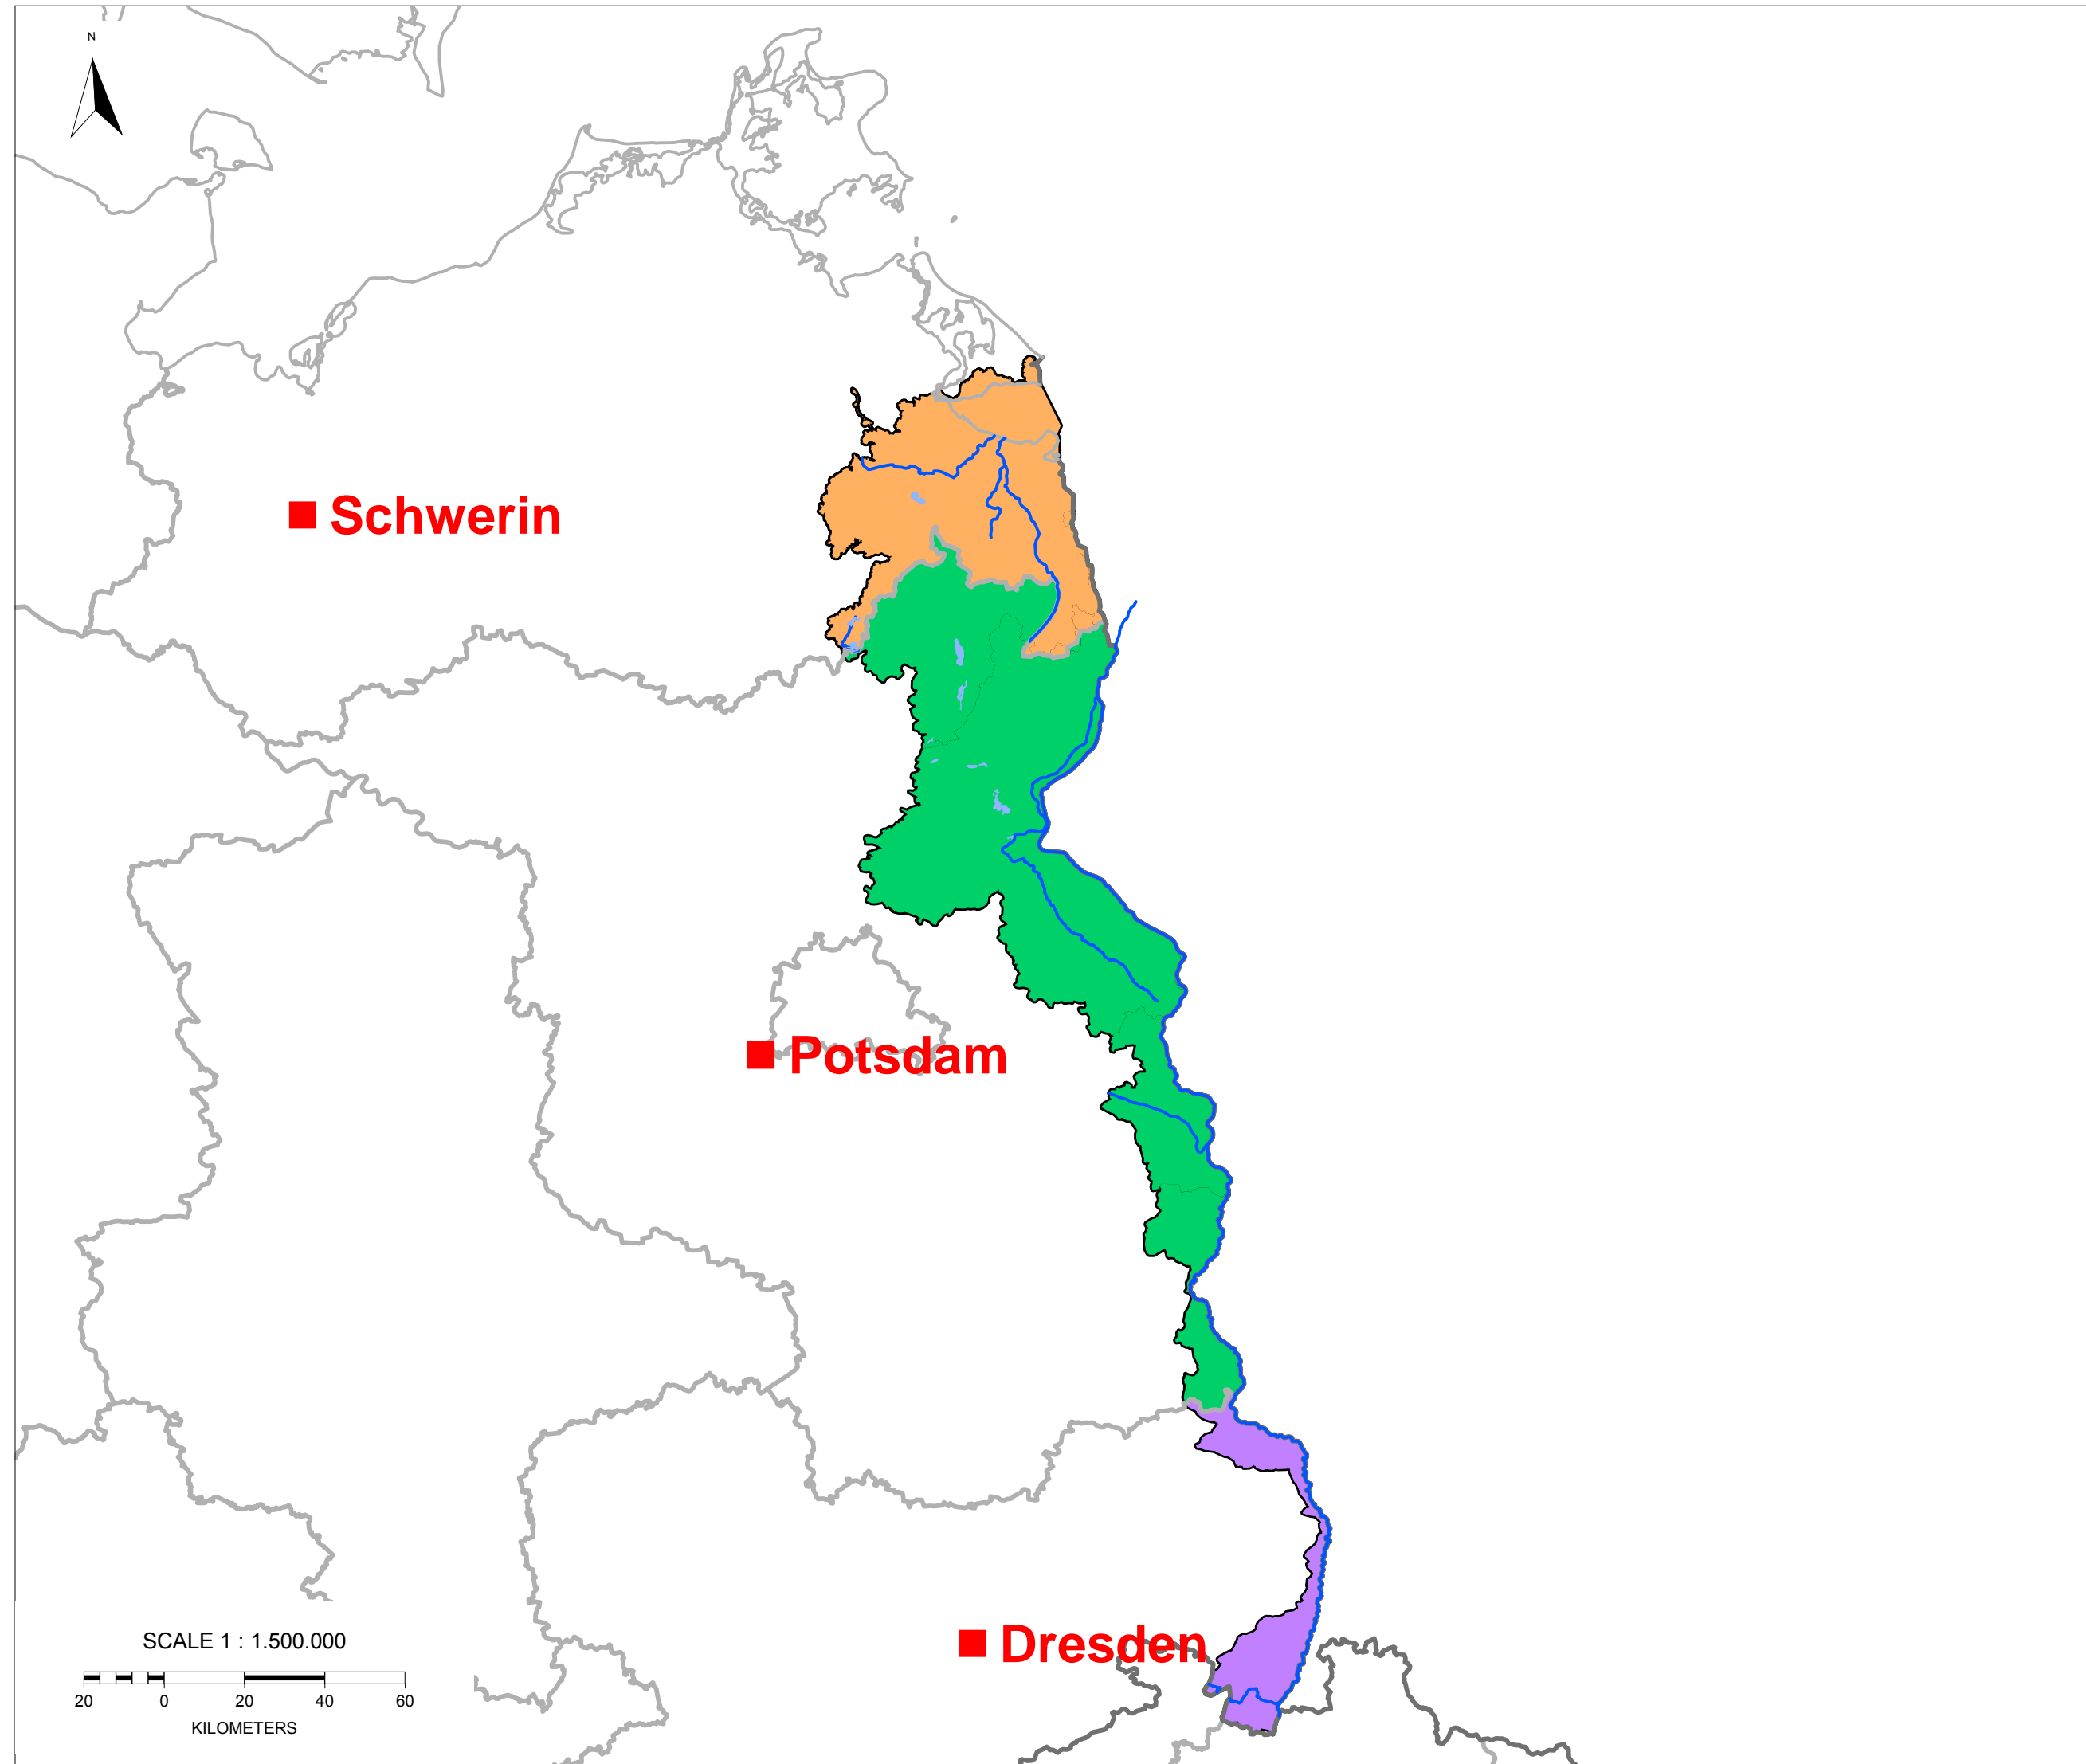 N
Schwerin
Potsdam
Dresden
SCALE 1 : 1.500.000
20 0 20 40 60
KILOMETERS